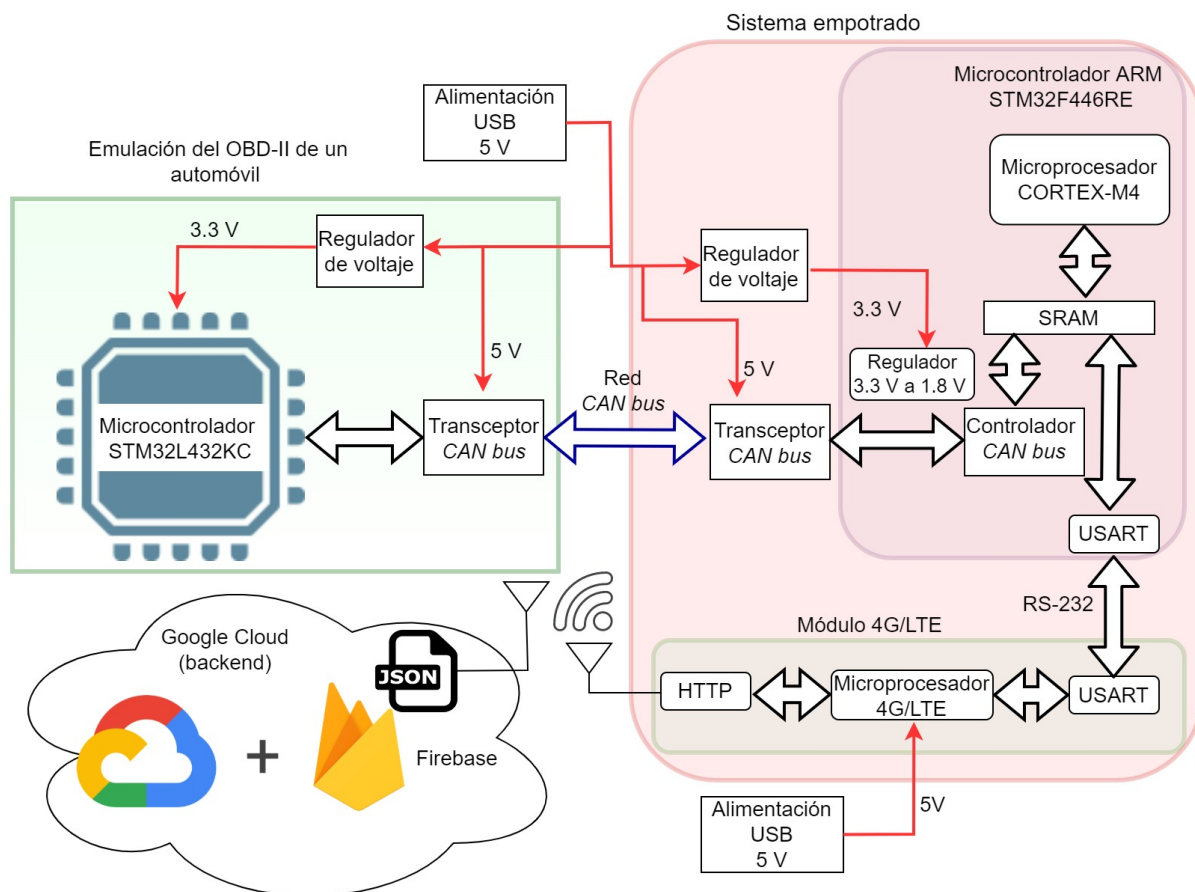 Sistema empotrado
Microcontrolador ARM
STM32F446RE
Alimentación
USB
5 V
Emulación del OBD-II de un
automóvil
Microprocesador
CORTEX-M4
3.3 V
Regulador
de voltaje
Regulador
de voltaje
3.3 V
SRAM
5 V
Red
CAN bus
5 V
Regulador
3.3 V a 1.8 V
Microcontrolador
STM32L432KC
Transceptor
CAN bus
Transceptor
CAN bus
Controlador
CAN bus
USART
RS-232
Módulo 4G/LTE
Google Cloud
(backend)
JSON
HTTP
Microprocesador
4G/LTE
USART
+
Firebase
5V
Alimentación
USB
5 V